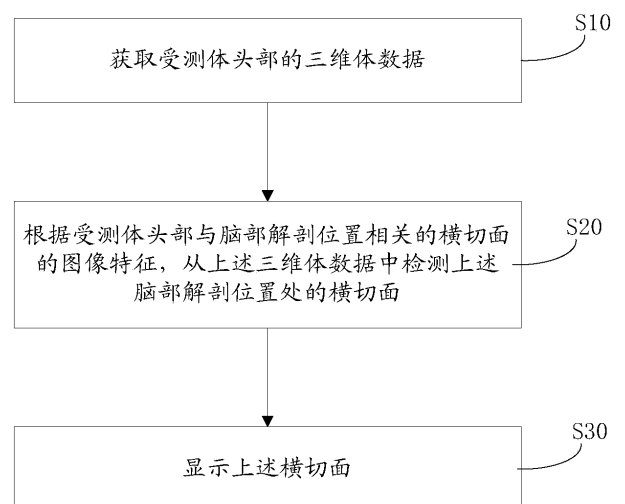 S10
获取受测体头部的三维体数据
S20
根据受测体头部与脑部解剖位置相关的横切面
的图像特征，从上述三维体数据中检测上述
脑部解剖位置处的横切面
S30
显示上述横切面